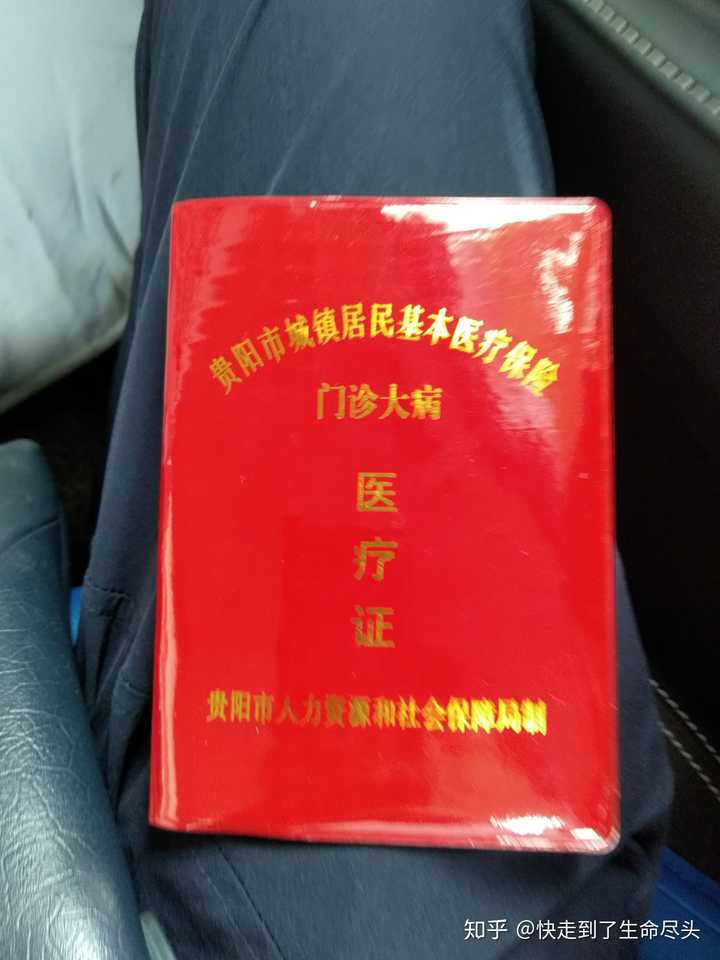 贵阳市城镇居民基本医疗保险
门诊大病
医
疗
证
贵阳市人力资源和社会保障局制
知乎 @快走到了生命尽头